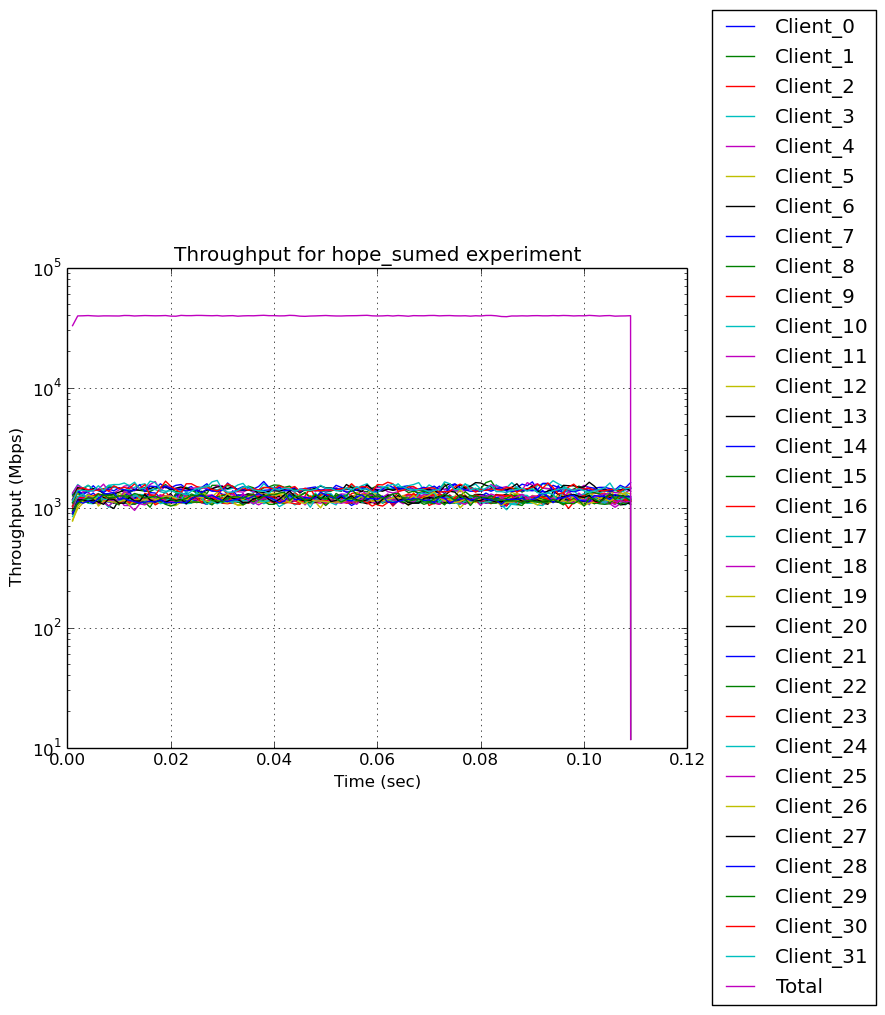 Throughput for hope_sumed experiment
10^5
10^4
10^3
10^2
10^1
Throughput (Mbps)
0.00 0.02 0.04 0.06 0.08 0.10 0.12
Time (sec)
Client_0
Client_1
Client_2
Client_3
Client_4
Client_5
Client_6
Client_7
Client_8
Client_9
Client_10
Client_11
Client_12
Client_13
Client_14
Client_15
Client_16
Client_17
Client_18
Client_19
Client_20
Client_21
Client_22
Client_23
Client_24
Client_25
Client_26
Client_27
Client_28
Client_29
Client_30
Client_31
Total